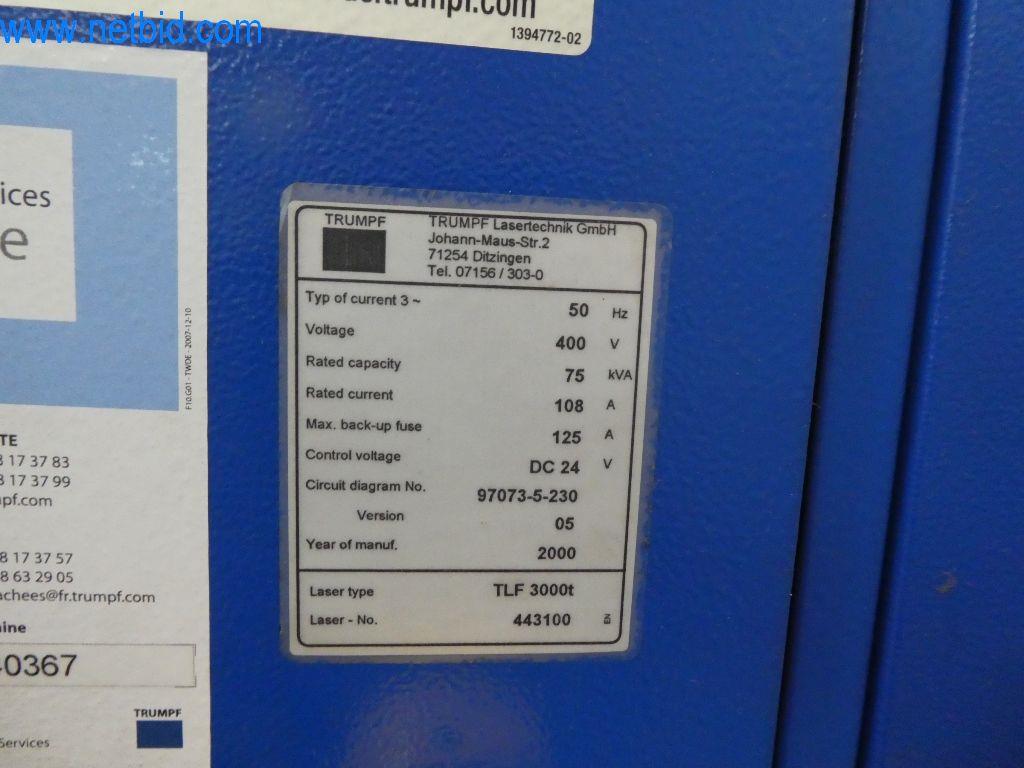 www.netbid.com
trumpf.com
1394772-02
ices
e
F10.G01 - TWDE - 2007-12-10
TE
8 17 37 83
8 17 37 99
mpf.com
8 17 37 57
8 63 29 05
achees@fr.trumpf.com
ine
0367
TRUMPF
Services
TRUMPF
TRUMPF Lasertechnik GmbH
Johann-Maus-Str.2
71254 Ditzingen
Tel. 07156 / 303-0
Typ of current 3 ~ 50 Hz
Voltage 400 V
Rated capacity 75 kVA
Rated current 108 A
Max. back-up fuse 125 A
Control voltage DC 24 V
Circuit diagram No. 97073-5-230
Version 05
Year of manuf. 2000
Laser type TLF 3000t
Laser - No. 443100